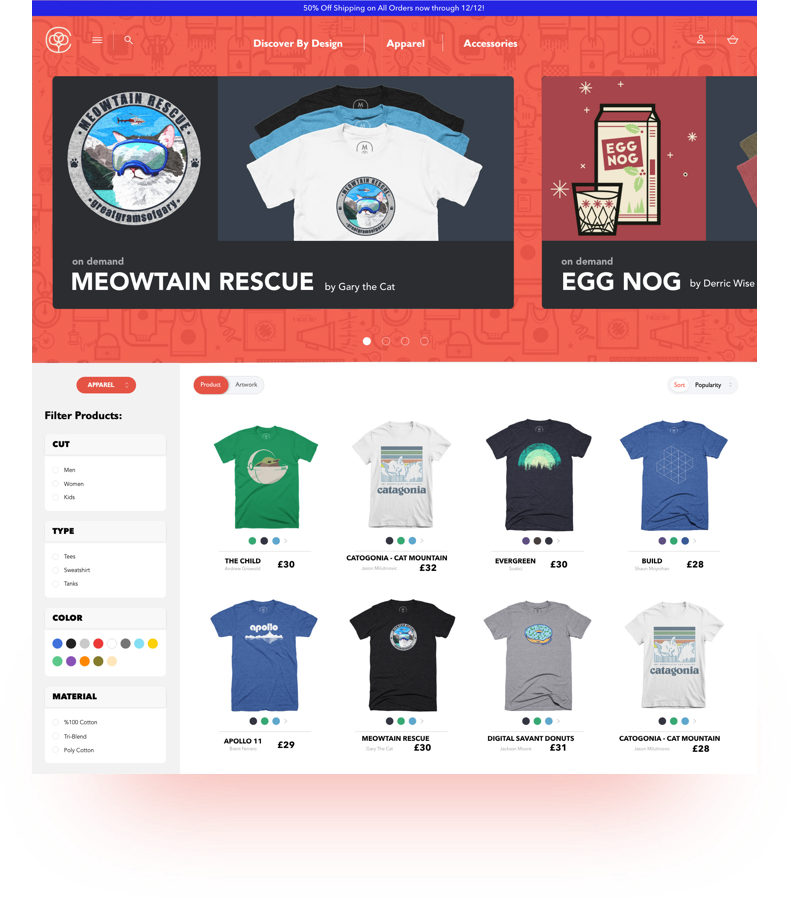 50% Off Shipping on All Orders now through 12/12!
Discover By Design
Apparel
Accessories
MEOWTAIN RESCUE
greatgramsofgary
M
M
MEOWTAIN RESCUE
greatgramsofgary
EGG
NOG
on demand
MEOWTAIN RESCUE by Gary the Cat
on demand
EGG NOG by Derric Wise
APPAREL
Filter Products:
CUT
Men
Women
Kids
TYPE
Tees
Sweatshirt
Tanks
COLOR
MATERIAL
%100 Cotton
Tri-Blend
Poly Cotton
Product
Artwork
Sort
Popularity
catagonia
THE CHILD
£30
Andrew Griswold
CATOGONIA - CAT MOUNTAIN
Jason Milutinovic
£32
EVERGREEN
£30
BUILD
£28
Shaun Moynihan
apollo
catagonia
APOLLO 11
£29
MEOWTAIN RESCUE
Gary The Cat
£30
DIGITAL SAVANT DONUTS
Jackson Moore
£31
CATOGONIA - CAT MOUNTAIN
Jason Milutinovic
£28